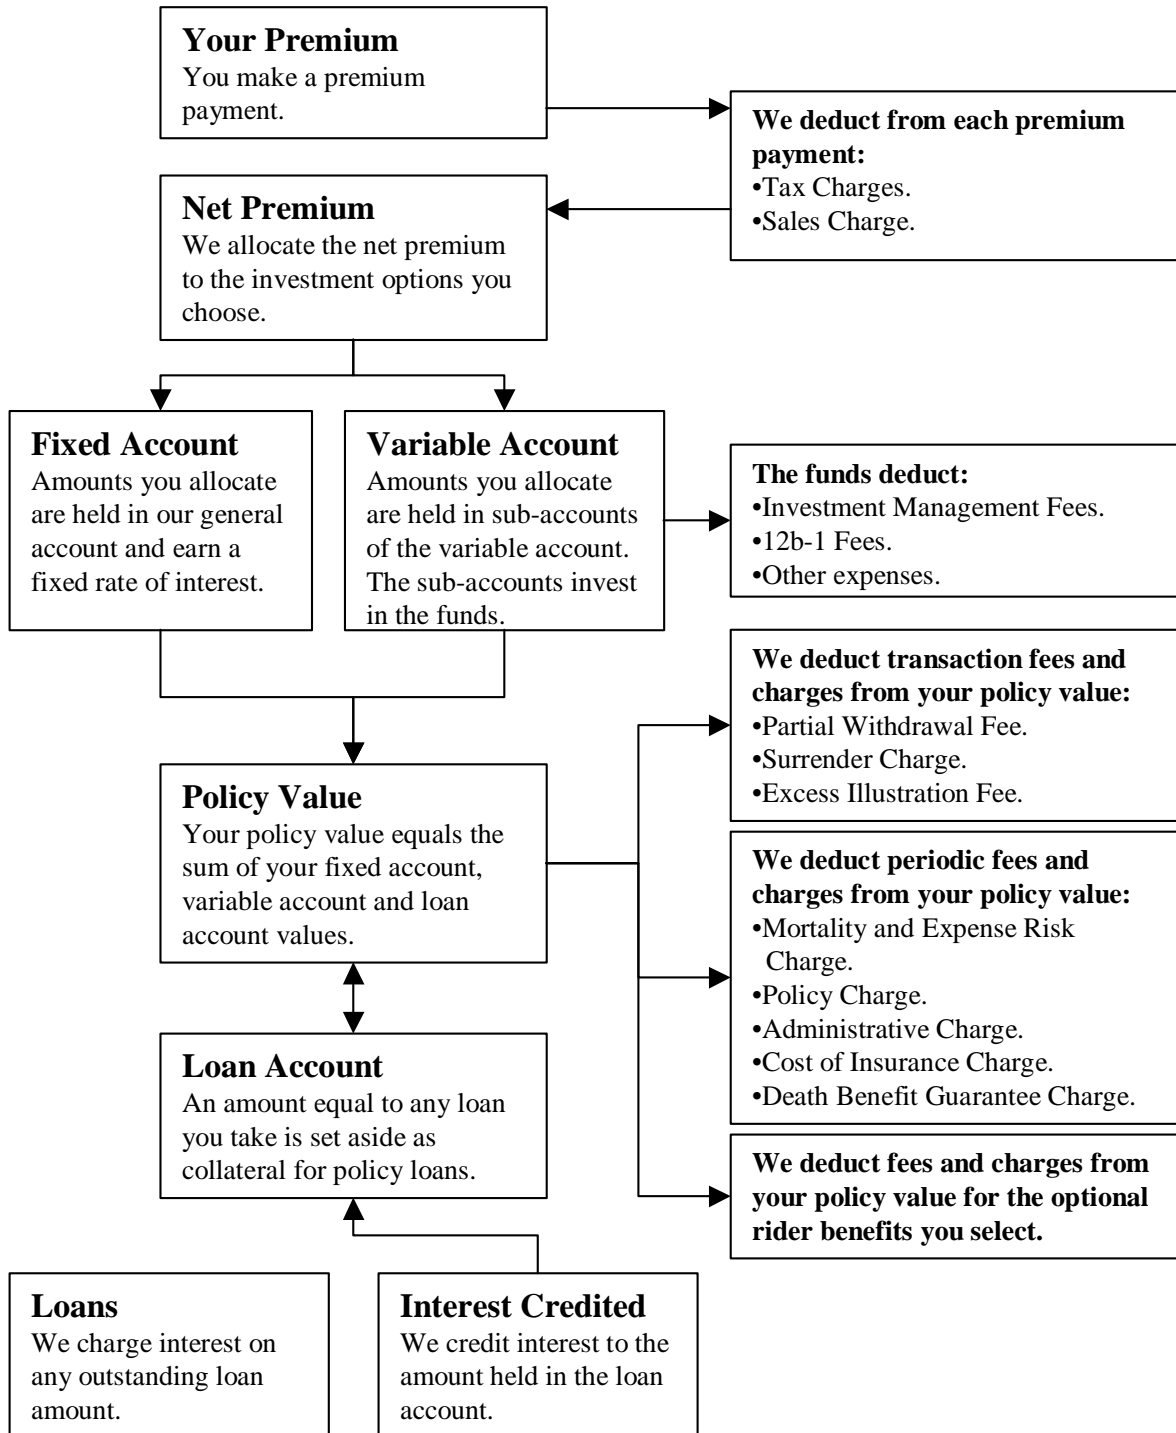 Your Premium
You make a premium
payment.
We deduct from each premium
payment:
•Tax Charges.
•Sales Charge.
Net Premium
We allocate the net premium
to the investment options you
choose.
Fixed Account
Amounts you allocate
are held in our general
account and earn a
fixed rate of interest.
Variable Account
Amounts you allocate
are held in sub-accounts
of the variable account.
The sub-accounts invest
in the funds.
The funds deduct:
•Investment Management Fees.
•12b-1 Fees.
•Other expenses.
We deduct transaction fees and
charges from your policy value:
•Partial Withdrawal Fee.
•Surrender Charge.
•Excess Illustration Fee.
Policy Value
Your policy value equals the
sum of your fixed account,
variable account and loan
account values.
We deduct periodic fees and
charges from your policy value:
•Mortality and Expense Risk
Charge.
•Policy Charge.
•Administrative Charge.
•Cost of Insurance Charge.
•Death Benefit Guarantee Charge.
Loan Account
An amount equal to any loan
you take is set aside as
collateral for policy loans.
We deduct fees and charges from
your policy value for the optional
rider benefits you select.
Loans
We charge interest on
any outstanding loan
amount.
Interest Credited
We credit interest to the
amount held in the loan
account.